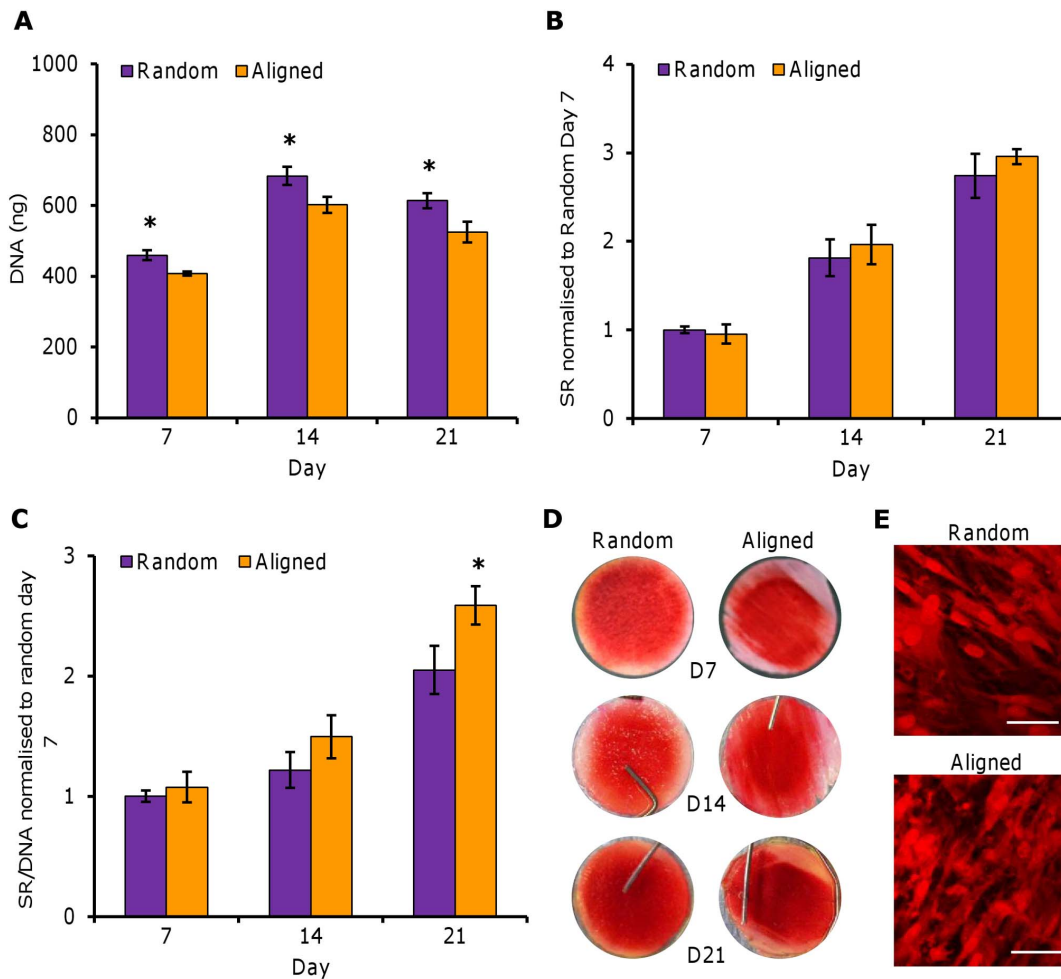 A
Random Aligned
1000
800
600
400
200
0
DNA (ng)
*
*
*
7 14 21
Day
B
Random Aligned
4
3
2
1
0
SR normalised to Random Day 7
7 14 21
Day
C
Random Aligned
3
2
1
0
SR/DNA normalised to random day
7
*
7 14 21
Day
D
Random Aligned
D7
D14
D21
E
Random
Aligned